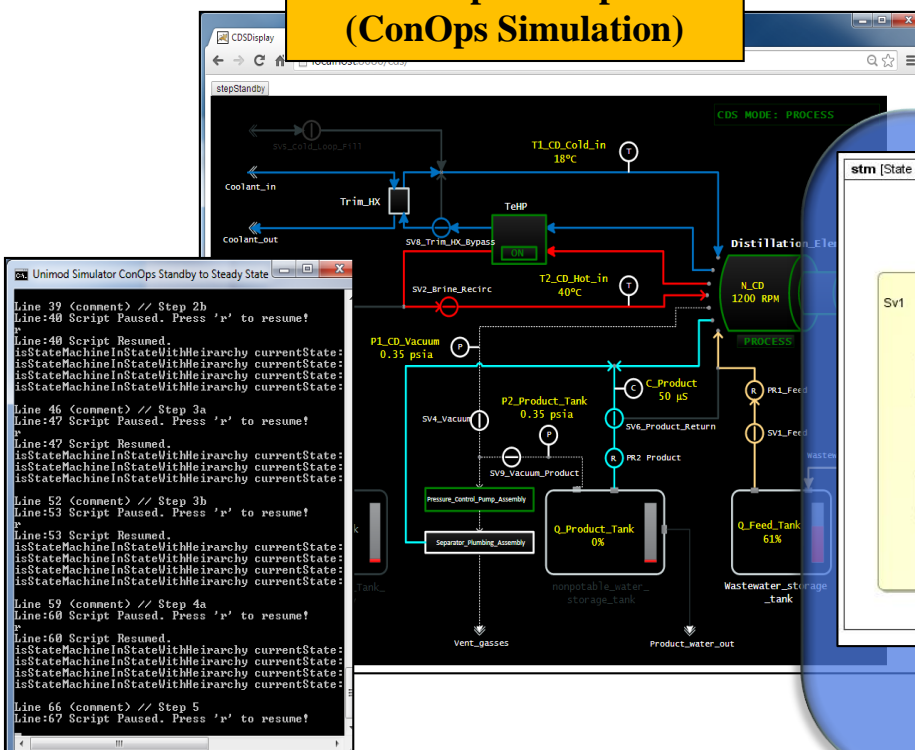 (ConOps Simulation)
CDSDisplay
stepStandby
CDS MODE: PROCESS
SV5_Cold_Loop_Fill
T1_CD_Cold_in
18°C
T
Coolant_in
Trim_HX
TeHP
ON
Coolant_out
SV8_Trim_HX_Bypass
Distillation_Ele
SV2_Brine_Recirc
T2_CD_Hot_in
40°C
T
N_CD
1200 RPM
PROCESS
P1_CD_Vacuum
0.35 psia
P
C_Product
50 µS
C
R
PR1_Feed
P2_Product_Tank
0.35 psia
P
SV4_Vacuum
SV6_Product_Return
SV1_Feed
SV9_Vacuum_Product
R
PR2 Product
Wastew
Pressure_Control_Pump_Assembly
Separator_Plumbing_Assembly
Q_Product_Tank
0%
Q_Feed_Tank
61%
nonpotable_water_
storage_tank
Wastewater_storage
_tank
k
Tank_
Vent_gasses
Product_water_out
stm [State
Sv1
Unimod Simulator ConOps Standby to Steady State
Line 39 (comment) // Step 2b
Line:40 Script Paused. Press 'r' to resume!
r
Line:40 Script Resumed.
isStateMachineInStateWithHeirarchy currentState:
isStateMachineInStateWithHeirarchy currentState:
isStateMachineInStateWithHeirarchy currentState:
isStateMachineInStateWithHeirarchy currentState:
Line 46 (comment) // Step 3a
Line:47 Script Paused. Press 'r' to resume!
r
Line:47 Script Resumed.
isStateMachineInStateWithHeirarchy currentState:
isStateMachineInStateWithHeirarchy currentState:
isStateMachineInStateWithHeirarchy currentState:
Line 52 (comment) // Step 3b
Line:53 Script Paused. Press 'r' to resume!
r
Line:53 Script Resumed.
isStateMachineInStateWithHeirarchy currentState:
isStateMachineInStateWithHeirarchy currentState:
isStateMachineInStateWithHeirarchy currentState:
isStateMachineInStateWithHeirarchy currentState:
Line 59 (comment) // Step 4a
Line:60 Script Paused. Press 'r' to resume!
r
Line:60 Script Resumed.
isStateMachineInStateWithHeirarchy currentState:
isStateMachineInStateWithHeirarchy currentState:
isStateMachineInStateWithHeirarchy currentState:
isStateMachineInStateWithHeirarchy currentState:
Line 66 (comment) // Step 5
Line:67 Script Paused. Press 'r' to resume!